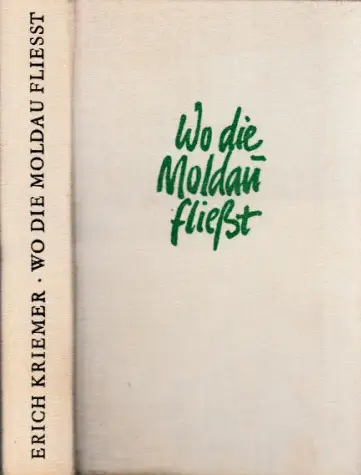 ERICH KRIEMER · WO DIE MOLDAU FLIESST
Wo die
Moldau
fließt